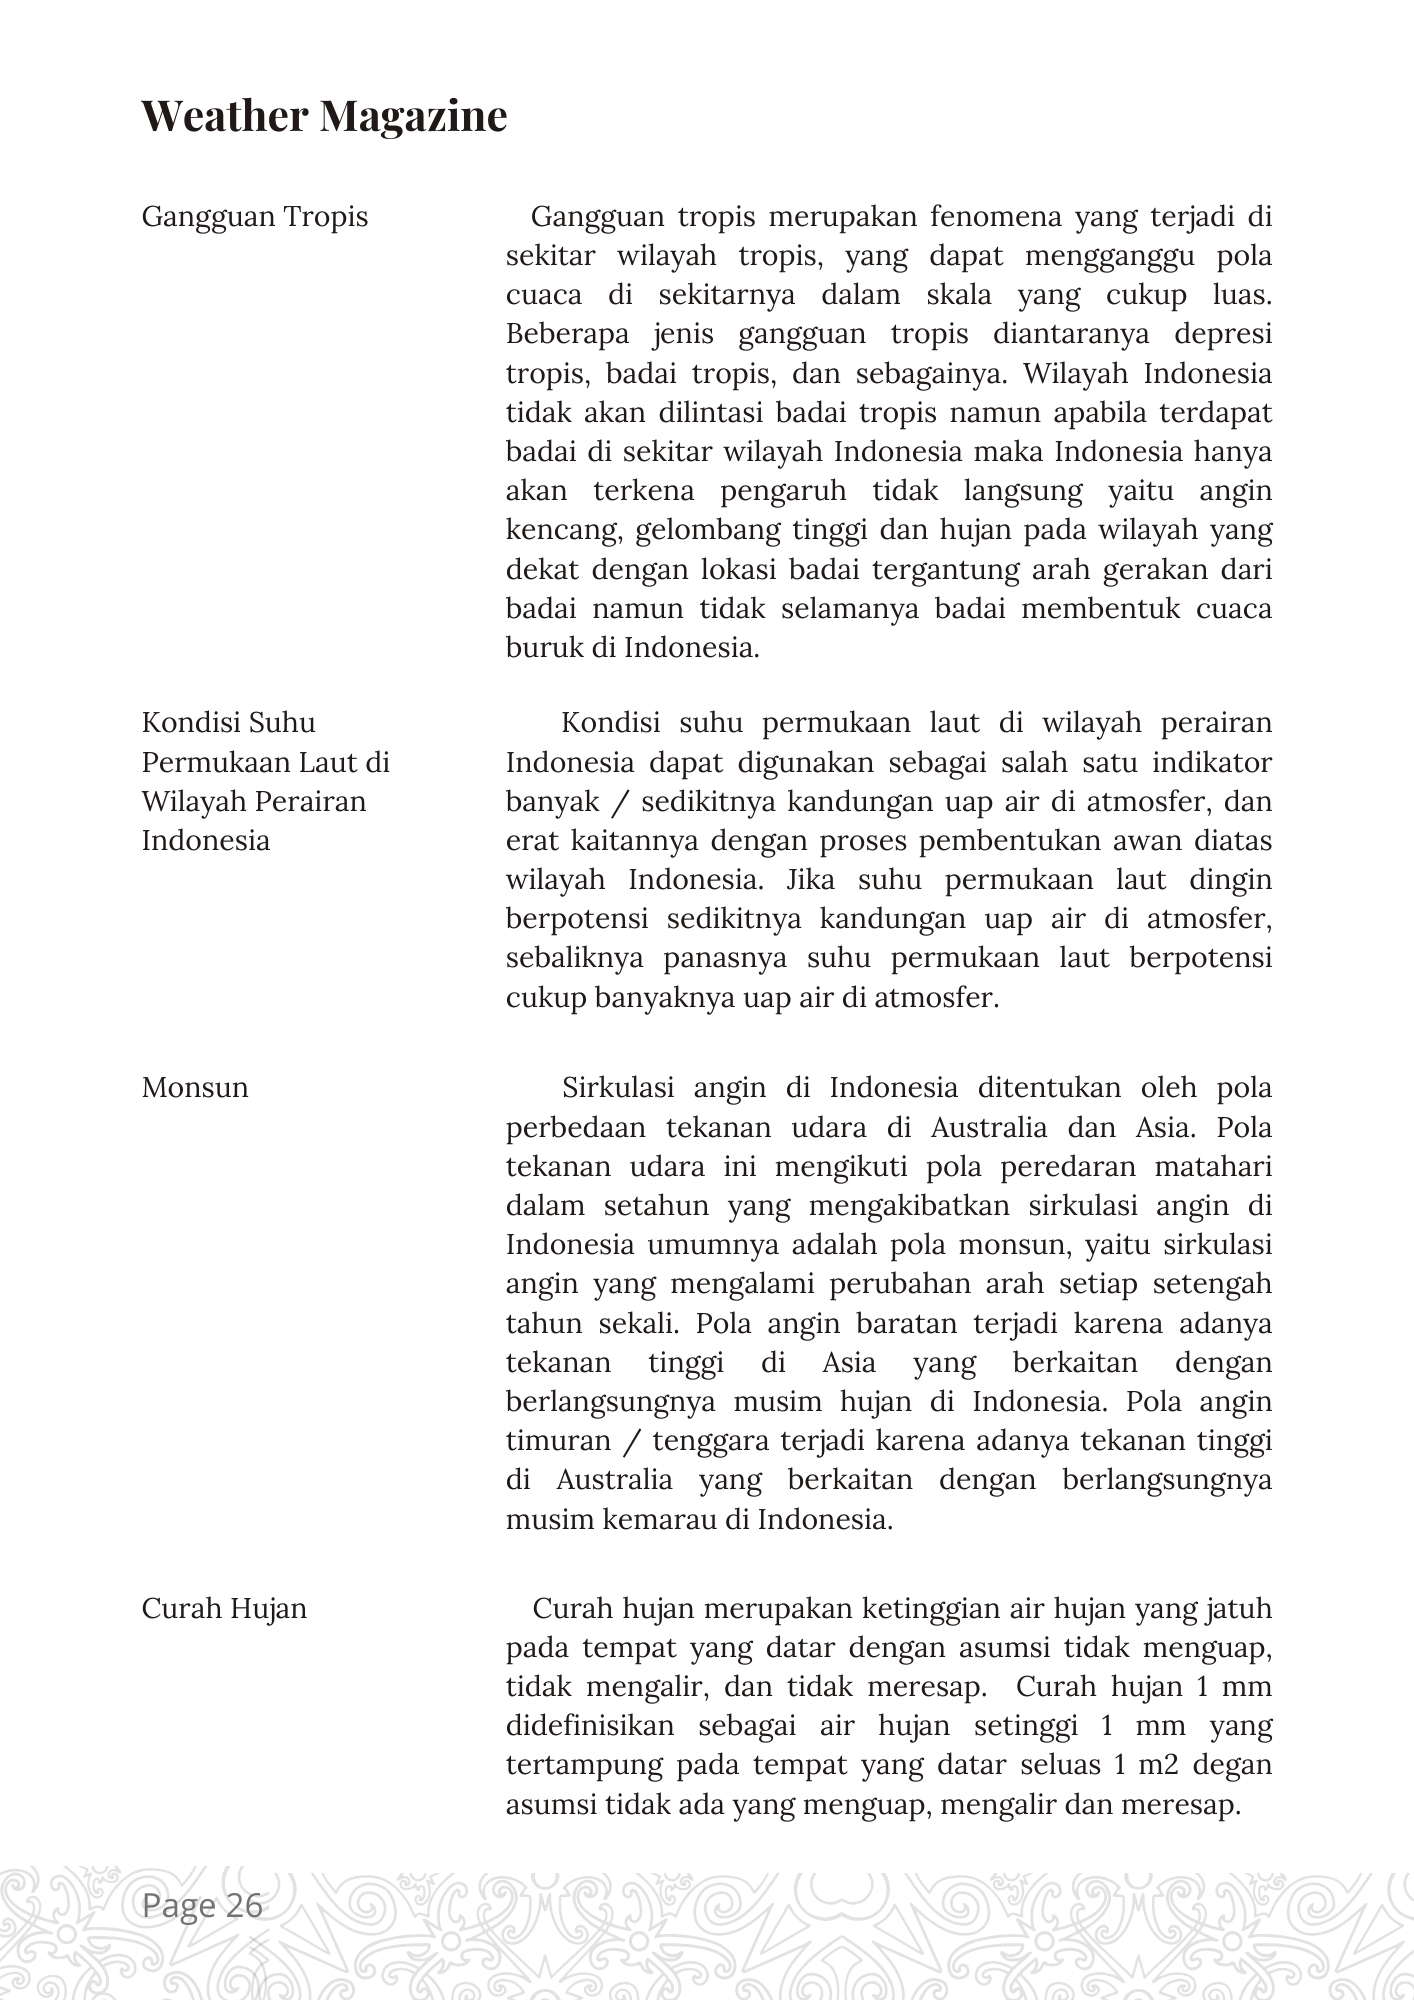 Weather Magazine
Gangguan Tropis
Gangguan tropis merupakan fenomena yang terjadi di
sekitar wilayah tropis, yang dapat mengganggu pola
cuaca di sekitarnya dalam skala yang cukup luas.
Beberapa jenis gangguan tropis diantaranya depresi
tropis, badai tropis, dan sebagainya. Wilayah Indonesia
tidak akan dilintasi badai tropis namun apabila terdapat
badai di sekitar wilayah Indonesia maka Indonesia hanya
akan terkena pengaruh tidak langsung yaitu angin
kencang, gelombang tinggi dan hujan pada wilayah yang
dekat dengan lokasi badai tergantung arah gerakan dari
badai namun tidak selamanya badai membentuk cuaca
buruk di Indonesia.
Kondisi Suhu
Permukaan Laut di
Wilayah Perairan
Indonesia
Kondisi suhu permukaan laut di wilayah perairan
Indonesia dapat digunakan sebagai salah satu indikator
banyak / sedikitnya kandungan uap air di atmosfer, dan
erat kaitannya dengan proses pembentukan awan diatas
wilayah Indonesia. Jika suhu permukaan laut dingin
berpotensi sedikitnya kandungan uap air di atmosfer,
sebaliknya panasnya suhu permukaan laut berpotensi
cukup banyaknya uap air di atmosfer.
Monsun
Sirkulasi angin di Indonesia ditentukan oleh pola
perbedaan tekanan udara di Australia dan Asia. Pola
tekanan udara ini mengikuti pola peredaran matahari
dalam setahun yang mengakibatkan sirkulasi angin di
Indonesia umumnya adalah pola monsun, yaitu sirkulasi
angin yang mengalami perubahan arah setiap setengah
tahun sekali. Pola angin baratan terjadi karena adanya
tekanan tinggi di Asia yang berkaitan dengan
berlangsungnya musim hujan di Indonesia. Pola angin
timuran / tenggara terjadi karena adanya tekanan tinggi
di Australia yang berkaitan dengan berlangsungnya
musim kemarau di Indonesia.
Curah Hujan
Curah hujan merupakan ketinggian air hujan yang jatuh
pada tempat yang datar dengan asumsi tidak menguap,
tidak mengalir, dan tidak meresap. Curah hujan 1 mm
didefinisikan sebagai air hujan setinggi 1 mm yang
tertampung pada tempat yang datar seluas 1 m2 degan
asumsi tidak ada yang menguap, mengalir dan meresap.
Page 26